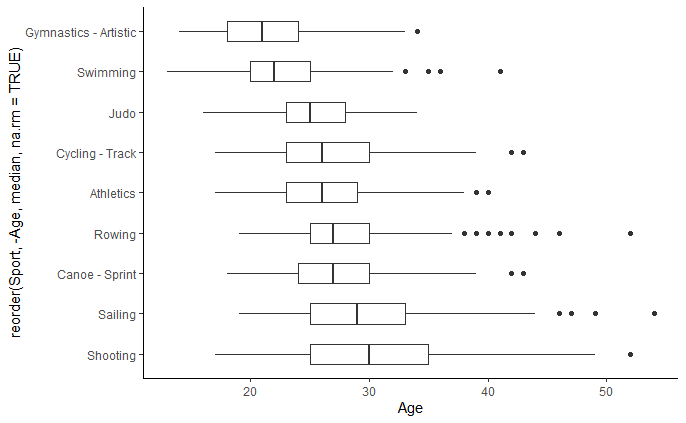 reorder(Sport, -Age, median, na.rm = TRUE)
Gymnastics - Artistic
Swimming
Judo
Cycling - Track
Athletics
Rowing
Canoe - Sprint
Sailing
Shooting
20 30 40 50
Age